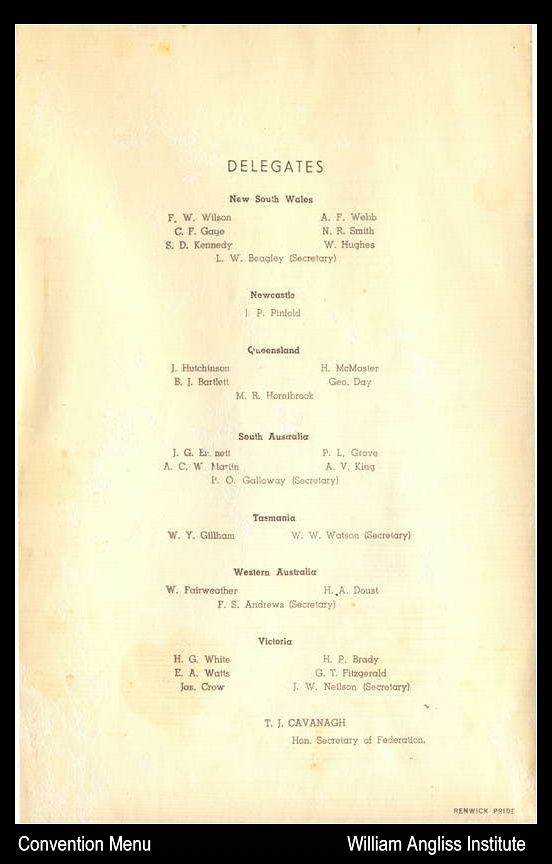 DELEGATES
New South Wales
F. W. Wilson A. F. Webb
C. F. Gaye N. R. Smith
S. D. Kennedy W. Hughes
L. W. Beagley (Secretary)
Newcastle
J. P. Pinfold
Queensland
J. Hutchinson H. McMaster
B. J. Bartlett Geo. Day
M. R. Hornibrook
South Australia
J. G. P. L. Grove
A. C. W Martin A. V. King
P. O. Galloway (Secretary)
Tasmania
W. Y. Gillham W. W. Watson (Secretary)
Western Australia
W. Fairweather H. A. Doust
F. S. Andrews (Secretary)
Victoria
H. G. White H. P. Brady
E. A. Watts G. T. Fitzgerald
Jas. Crow J. W. Neilson (Secretary)
T. J. CAVANAGH
Hon. Secretary of Federation.
RENWICK PRIDE
Convention Menu William Angliss Institute